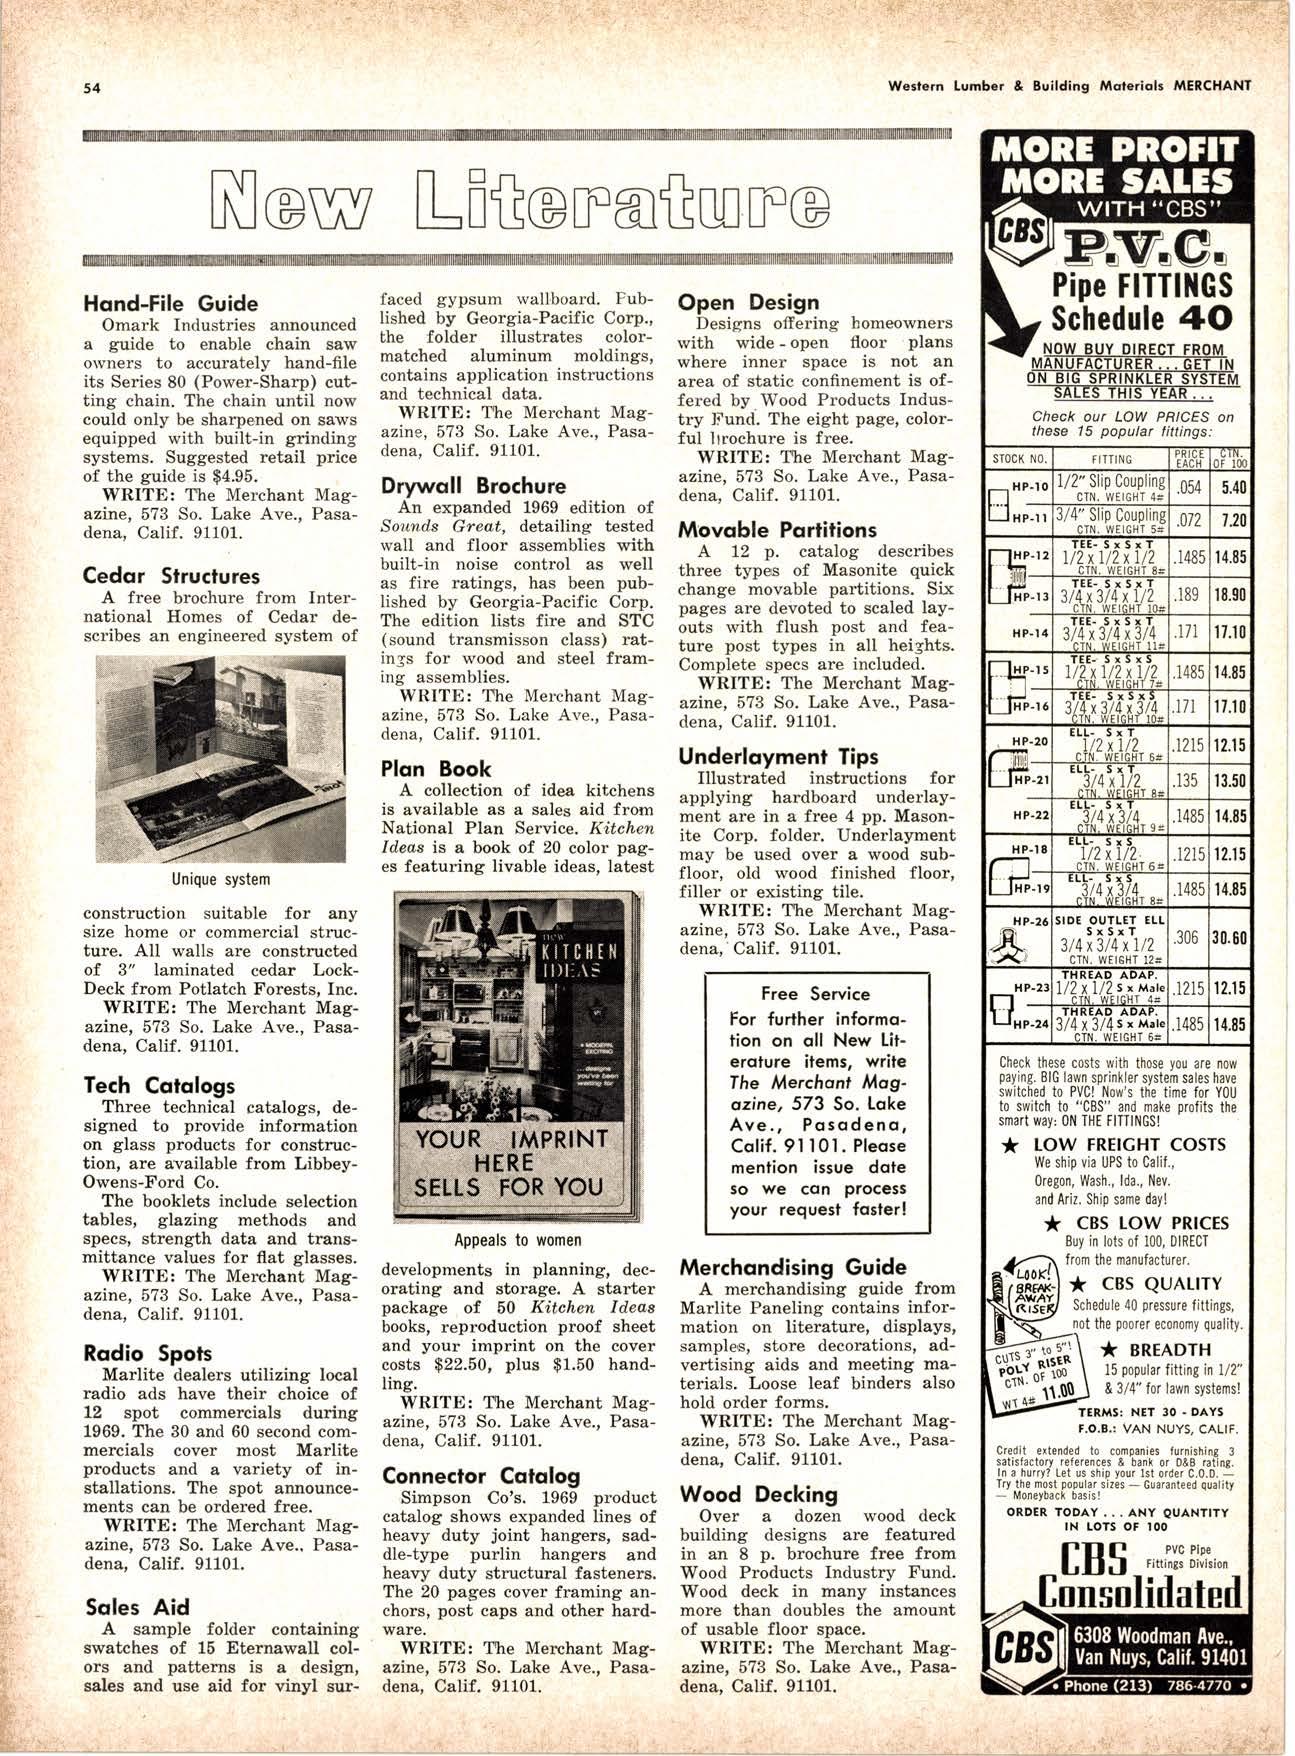 54
Western Lumber & Building Materials MERCHANT
New Literature
Hand-File Guide
Omark Industries announced
a guide to enable chain saw
owners to accurately hand-file
its Series 80 (Power-Sharp) cut-
ting chain. The chain until now
could only be sharpened on saws
equipped with built-in grinding
systems. Suggested retail price
of the guide is $4.95.
WRITE: The Merchant Mag-
azine, 573 So. Lake Ave., Pasa-
dena, Calif. 91101.
Cedar Structures
A free brochure from Inter-
national Homes of Cedar de-
scribes an engineered system of
Unique system
construction suitable for any
size home or commercial struc-
ture. All walls are constructed
of 3" laminated cedar Lock-
Deck from Potlatch Forests, Inc.
WRITE: The Merchant Mag-
azine, 573 So. Lake Ave., Pasa-
dena, Calif. 91101.
Tech Catalogs
Three technical catalogs, de-
signed to provide information
on glass products for construc-
tion, are available from Libbey-
Owens-Ford Co.
The booklets include selection
tables, glazing methods and
specs, strength data and trans-
mittance values for flat glasses.
WRITE: The Merchant Mag-
azine, 573 So. Lake Ave., Pasa-
dena, Calif. 91101.
Radio Spots
Marlite dealers utilizing local
radio ads have their choice of
12 spot commercials during
1969. The 30 and 60 second com-
mercials cover most Marlite
products and a variety of in-
stallations. The spot announce-
ments can be ordered free.
WRITE: The Merchant Mag-
azine, 573 So. Lake Ave., Pasa-
dena, Calif. 91101.
Sales Aid
A sample folder containing
swatches of 15 Eternawall col-
ors and patterns is a design,
sales and use aid for vinyl sur-
faced gypsum wallboard. Pub-
lished by Georgia-Pacific Corp.,
the folder illustrates color-
matched aluminum moldings,
contains application instructions
and technical data.
WRITE: The Merchant Mag-
azine, 573 So. Lake Ave., Pasa-
dena, Calif. 91101.
Drywall Brochure
An expanded 1969 edition of
Sounds Great, detailing tested
wall and floor assemblies with
built-in noise control as well
as fire ratings, has been pub-
lished by Georgia-Pacific Corp.
The edition lists fire and STC
(sound transmisson class) rat-
ings for wood and steel fram-
ing assemblies.
WRITE: The Merchant Mag-
azine, 573 So. Lake Ave., Pasa-
dena, Calif. 91101.
Plan Book
A collection of idea kitchens
is available as a sales aid from
National Plan Service. Kitchen
Ideas is a book of 20 color pag-
es featuring livable ideas, latest
new
KITCHEN
IDEAS
• MODERN,
EXCITING
...designs
you've been
waiting for
YOUR IMPRINT
HERE
SELLS FOR YOU
Appeals to women
developments in planning, dec-
orating and storage. A starter
package of 50 Kitchen Ideas
books, reproduction proof sheet
and your imprint on the cover
costs $22.50, plus $1.50 hand-
ling.
WRITE: The Merchant Mag-
azine, 573 So. Lake Ave., Pasa-
dena, Calif. 91101.
Connector Catalog
Simpson Co's. 1969 product
catalog shows expanded lines of
heavy duty joint hangers, sad-
dle-type purlin hangers and
heavy duty structural fasteners.
The 20 pages cover framing an-
chors, post caps and other hard-
ware.
WRITE: The Merchant Mag-
azine, 573 So. Lake Ave., Pasa-
dena, Calif. 91101.
Open Design
Designs offering homeowners
with wide-open floor plans
where inner space is not an
area of static confinement is of-
fered by Wood Products Indus-
try Fund. The eight page, color-
ful brochure is free.
WRITE: The Merchant Mag-
azine, 573 So. Lake Ave., Pasa-
dena, Calif. 91101.
Movable Partitions
A 12 p. catalog describes
three types of Masonite quick
change movable partitions. Six
pages are devoted to scaled lay-
outs with flush post and fea-
ture post types in all heights.
Complete specs are included.
WRITE: The Merchant Mag-
azine, 573 So. Lake Ave., Pasa-
dena, Calif. 91101.
Underlayment Tips
Illustrated instructions for
applying hardboard underlay-
ment are in a free 4 pp. Mason-
ite Corp. folder. Underlayment
may be used over a wood sub-
floor, old wood finished floor,
filler or existing tile.
WRITE: The Merchant Mag-
azine, 573 So. Lake Ave., Pasa-
dena, Calif. 91101.
Free Service
For further informa-
tion on all New Lit-
erature items, write
The Merchant Mag-
azine, 573 So. Lake
Ave., Pasadena,
Calif. 91101. Please
mention issue date
so we can process
your request faster!
Merchandising Guide
A merchandising guide from
Marlite Paneling contains infor-
mation on literature, displays,
samples, store decorations, ad-
vertising aids and meeting ma-
terials. Loose leaf binders also
hold order forms.
WRITE: The Merchant Mag-
azine, 573 So. Lake Ave., Pasa-
dena, Calif. 91101.
Wood Decking
Over a dozen wood deck
building designs are featured
in an 8 p. brochure free from
Wood Products Industry Fund.
Wood deck in many instances
more than doubles the amount
of usable floor space.
WRITE: The Merchant Mag-
azine, 573 So. Lake Ave., Pasa-
dena, Calif. 91101.
MORE PROFIT
MORE SALES
WITH "CBS"
CBS
P.V.C.
Pipe FITTINGS
Schedule 40
NOW BUY DIRECT FROM
MANUFACTURER ... GET IN
ON BIG SPRINKLER SYSTEM
SALES THIS YEAR ...
Check our LOW PRICES on
these 15 popular fittings:
STOCK NO. FITTING PRICE EACH CTN. OF 100
HP-10 1/2" Slip Coupling .054 5.40
CTN. WEIGHT 4#
HP-11 3/4" Slip Coupling .072 7.20
CTN. WEIGHT 5#
TEE- S x S x T
HP-12 1/2 x 1/2 x 1/2 .1485 14.85
CTN. WEIGHT 8#
TEE- S x S x T
HP-13 3/4 x 3/4 x 1/2 .189 18.90
CTN. WEIGHT 10#
TEE- S x S x T
HP-14 3/4 x 3/4 x 3/4 .171 17.10
CTN. WEIGHT 11#
TEE- S x S x S
HP-15 1/2 x 1/2 x 1/2 .1485 14.85
CTN. WEIGHT 7#
TEE- S x S x S
HP-16 3/4 x 3/4 x 3/4 .171 17.10
CTN. WEIGHT 10#
ELL- S x T
HP-20 1/2 x 1/2 .1215 12.15
CTN. WEIGHT 6#
ELL- S x T
HP-21 3/4 x 1/2 .135 13.50
CTN. WEIGHT 8#
ELL- S x T
HP-22 3/4 x 3/4 .1485 14.85
CTN. WEIGHT 9#
ELL- S x S
HP-18 1/2 x 1/2 .1215 12.15
CTN. WEIGHT 6#
ELL- S x S
HP-19 3/4 x 3/4 .1485 14.85
CTN. WEIGHT 8#
HP-26 SIDE OUTLET ELL
S x S x T
3/4 x 3/4 x 1/2 .306 30.60
CTN. WEIGHT 12#
THREAD ADAP.
HP-23 1/2 x 1/2 S x Male .1215 12.15
CTN. WEIGHT 4#
THREAD ADAP.
HP-24 3/4 x 3/4 S x Male .1485 14.85
CTN. WEIGHT 6#
Check these costs with those you are now
paying. BIG lawn sprinkler system sales have
switched to PVC! Now's the time for YOU
to switch to "CBS" and make profits the
smart way: ON THE FITTINGS!
★ LOW FREIGHT COSTS
We ship via UPS to Calif.,
Oregon, Wash., Ida., Nev.
and Ariz. Ship same day!
★ CBS LOW PRICES
Buy in lots of 100, DIRECT
from the manufacturer.
LOOK!
BREAK-
AWAY
RISER
★ CBS QUALITY
Schedule 40 pressure fittings,
not the poorer economy quality.
CUTS 3" to 5"!
POLY RISER
CTN. OF 100
11.00
WT 4#
★ BREADTH
15 popular fitting in 1/2"
& 3/4" for lawn systems!
TERMS: NET 30 - DAYS
F.O.B.: VAN NUYS, CALIF.
Credit extended to companies furnishing 3
satisfactory references & bank or D&B rating.
In a hurry? Let us ship your 1st order C.O.D. —
Try the most popular sizes — Guaranteed quality
— Moneyback basis!
ORDER TODAY ... ANY QUANTITY
IN LOTS OF 100
CBS PVC Pipe
Fittings Division
Consolidated
CBS
6308 Woodman Ave.,
Van Nuys, Calif. 91401
• Phone (213) 786-4770 •